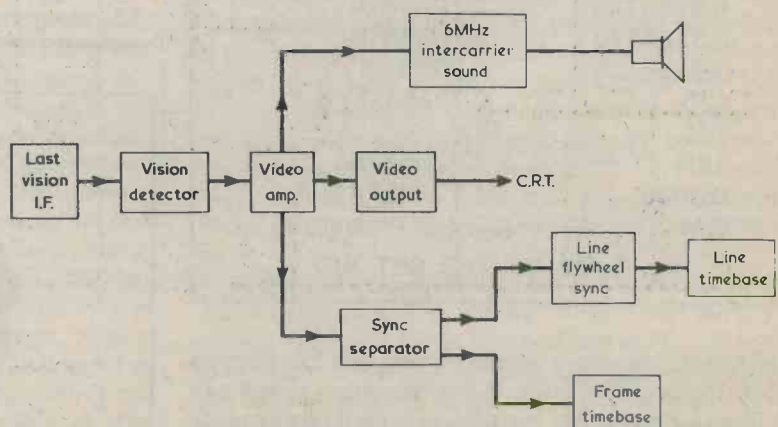 6MHz
intercarrier
sound
Last
vision
I.F.
Vision
detector
Video
amp.
Video
output
C.R.T.
Line
flywheel
sync
Line
timebase
Sync
separator
Frame
timebase